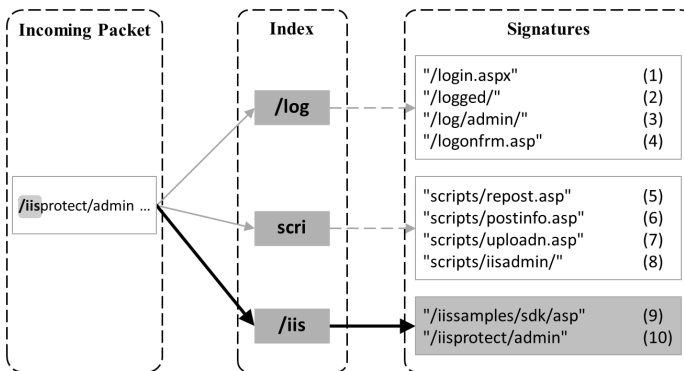 Incoming Packet
/iisprotect/admin ...
Index
/log
scri
/iis
Signatures
"/login.aspx" (1)
"/logged/" (2)
"/log/admin/" (3)
"/logonfrm.asp" (4)
"scripts/repost.asp" (5)
"scripts/postinfo.asp" (6)
"scripts/uploadn.asp" (7)
"scripts/iisadmin/" (8)
"/iissamples/sdk/asp" (9)
"/iisprotect/admin" (10)